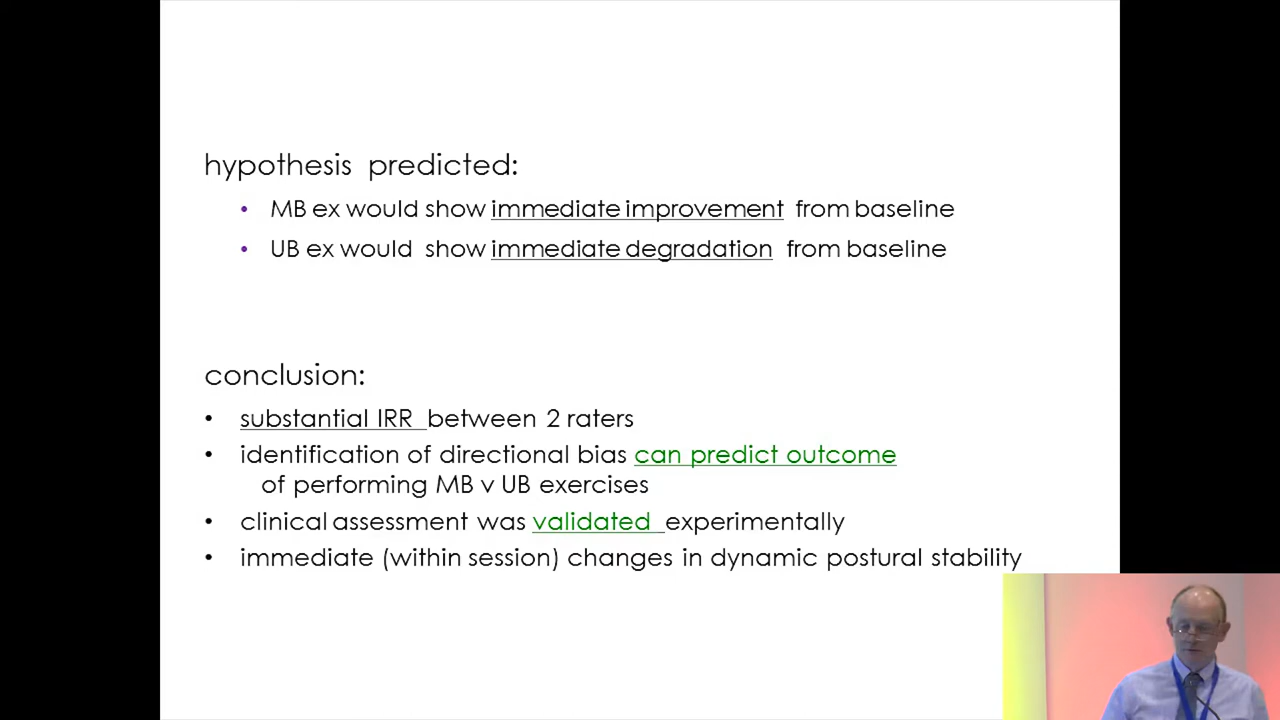 hypothesis predicted:
• MB ex would show immediate improvement from baseline
• UB ex would show immediate degradation from baseline
conclusion:
• substantial IRR between 2 raters
• identification of directional bias can predict outcome
of performing MB v UB exercises
• clinical assessment was validated experimentally
• immediate (within session) changes in dynamic postural stability